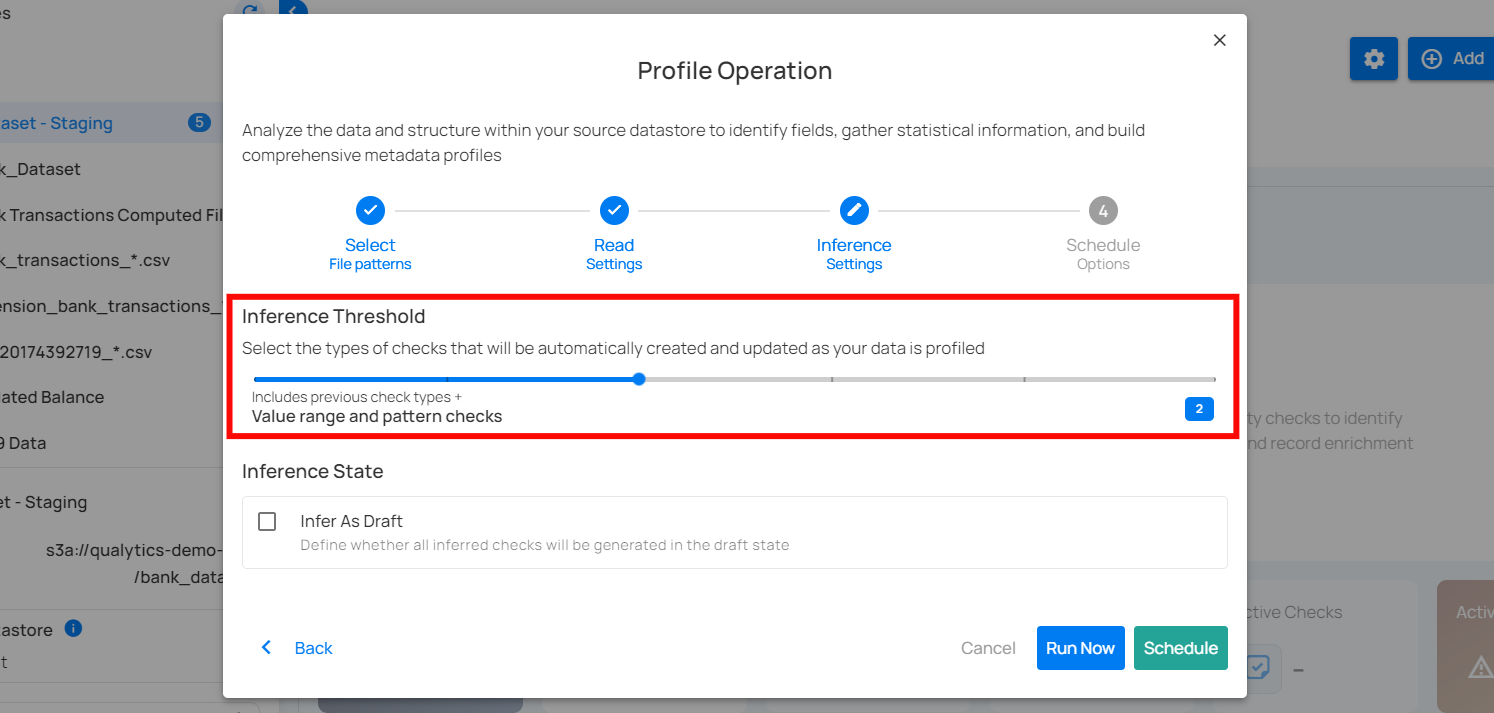 es
Add
Profile Operation
Analyze the data and structure within your source datastore to identify fields, gather statistical information, and build
comprehensive metadata profiles
aset - Staging
5
k_Dataset
k Transactions Computed Fil
k_transactions_*.csv
ension_bank_transactions_*
20174392719_*.csv
ated Balance
9 Data
et - Staging
s3a://qualytics-demo-
/bank_data
astore
t
Select
File patterns
Read
Settings
Inference
Settings
4
Schedule
Options
Inference Threshold
Select the types of checks that will be automatically created and updated as your data is profiled
Includes previous check types +
Value range and pattern checks
2
Inference State
Infer As Draft
Define whether all inferred checks will be generated in the draft state
Back
Cancel
Run Now
Schedule
ty checks to identify
nd record enrichment
ctive Checks
–
Activ